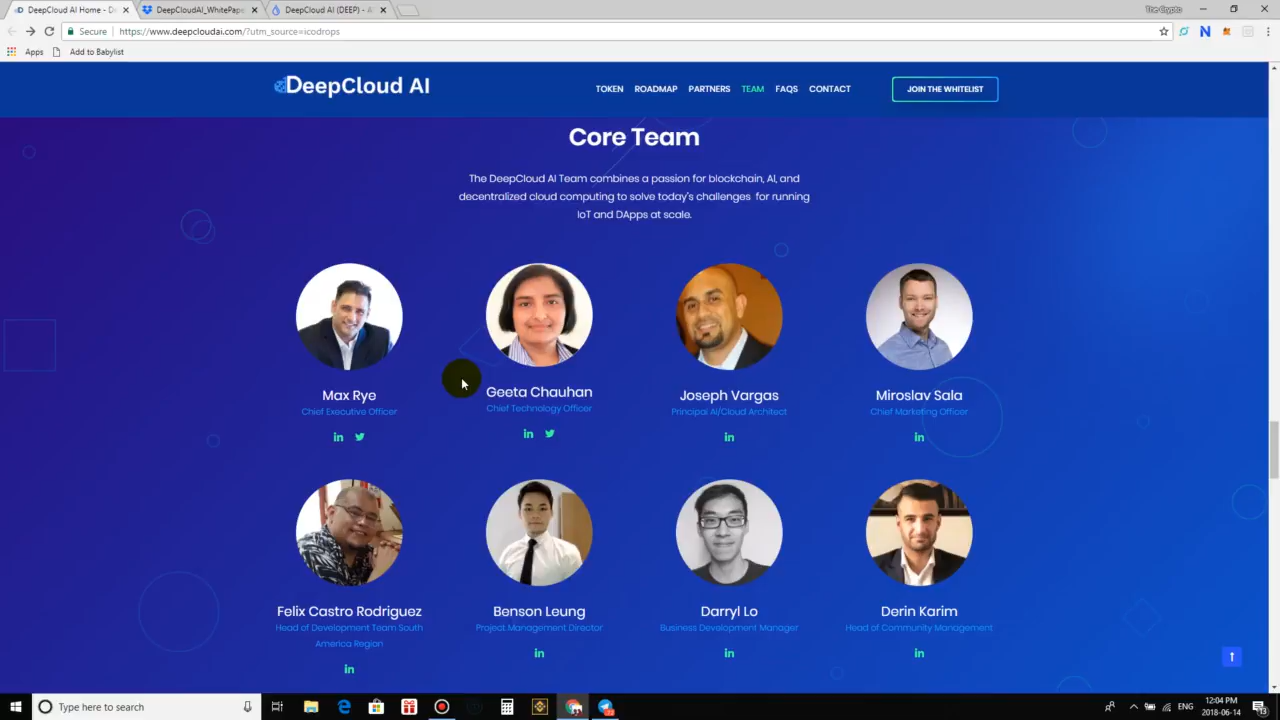 DeepCloud AI Home - D
DeepCloudAI_WhitePape
DeepCloud AI (DEEP) - A
The Crypto
Secure
https://www.deepcloudai.com/?utm_source=icodrops
Apps
Add to Babylist
DeepCloud AI
TOKEN
ROADMAP
PARTNERS
TEAM
FAQS
CONTACT
JOIN THE WHITELIST
Core Team
The DeepCloud AI Team combines a passion for blockchain, AI, and
decentralized cloud computing to solve today's challenges for running
IoT and DApps at scale.
Max Rye
Chief Executive Officer
Geeta Chauhan
Chief Technology Officer
Joseph Vargas
Principal AI/Cloud Architect
Miroslav Sala
Chief Marketing Officer
Felix Castro Rodriguez
Head of Development Team South
America Region
Benson Leung
Project Management Director
Darryl Lo
Business Development Manager
Derin Karim
Head of Community Management
Type here to search
ENG
12:04 PM
2018-06-14